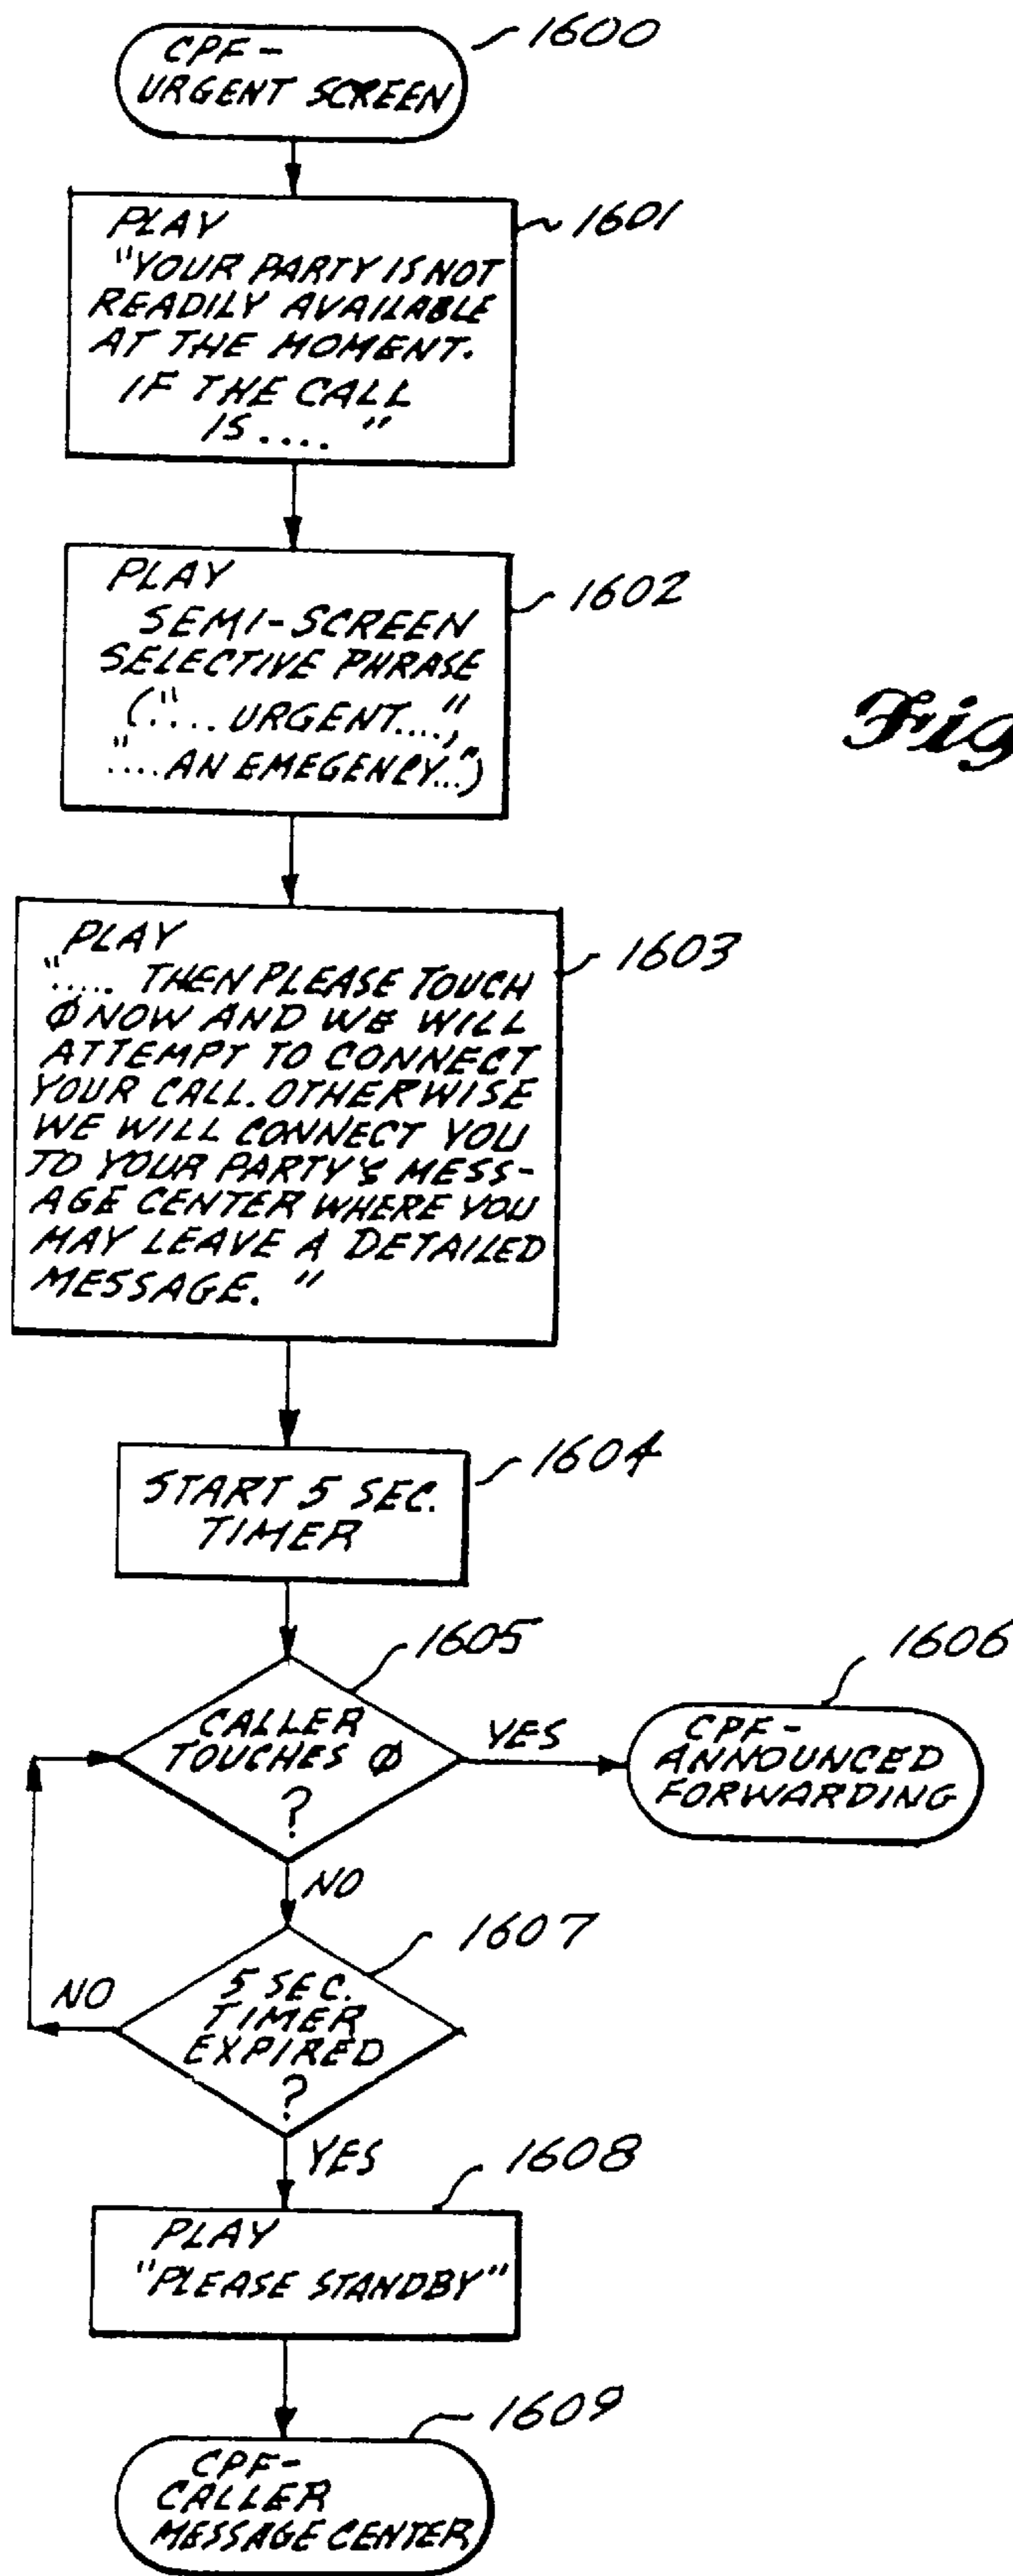 CPF-
URGENT SCREEN
1600
PLAY
"YOUR PARTY IS NOT
READILY AVAILABLE
AT THE MOMENT.
IF THE CALL
IS .... "
1601
PLAY
SEMI-SCREEN
SELECTIVE PHRASE
("... URGENT....,"
"....AN EMEGENCY...")
1602
Fig
PLAY
"..... THEN PLEASE TOUCH
Ø NOW AND WE WILL
ATTEMPT TO CONNECT
YOUR CALL. OTHERWISE
WE WILL CONNECT YOU
TO YOUR PARTY'S MESS-
AGE CENTER WHERE YOU
MAY LEAVE A DETAILED
MESSAGE. "
1603
START 5 SEC.
TIMER
1604
CALLER
TOUCHES Ø
?
1605
YES
CPF-
ANNOUNCED
FORWARDING
1606
NO
5 SEC.
TIMER
EXPIRED
?
1607
NO
YES
PLAY
"PLEASE STANDBY"
1608
CPF-
CALLER
MESSAGE CENTER
1609